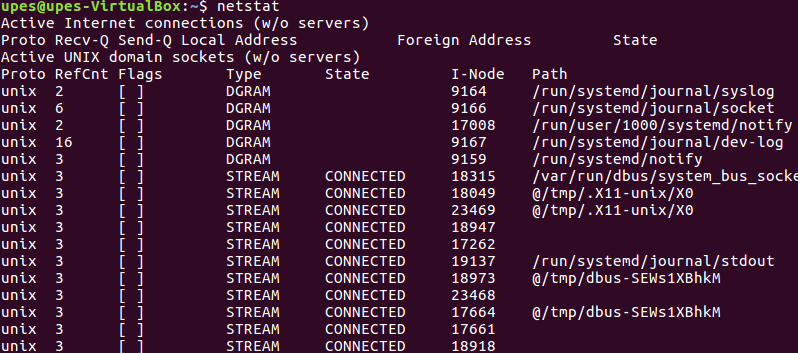 upes@upes-VirtualBox:~$ netstat
Active Internet connections (w/o servers)
Proto Recv-Q Send-Q Local Address           Foreign Address         State
Active UNIX domain sockets (w/o servers)
Proto RefCnt Flags       Type       State         I-Node   Path
unix  2      [ ]         DGRAM                    9164     /run/systemd/journal/syslog
unix  6      [ ]         DGRAM                    9166     /run/systemd/journal/socket
unix  2      [ ]         DGRAM                    17008    /run/user/1000/systemd/notify
unix  16     [ ]         DGRAM                    9167     /run/systemd/journal/dev-log
unix  3      [ ]         DGRAM                    9159     /run/systemd/notify
unix  3      [ ]         STREAM     CONNECTED     18315    /var/run/dbus/system_bus_socke
unix  3      [ ]         STREAM     CONNECTED     18049    @/tmp/.X11-unix/X0
unix  3      [ ]         STREAM     CONNECTED     23469    @/tmp/.X11-unix/X0
unix  3      [ ]         STREAM     CONNECTED     18947
unix  3      [ ]         STREAM     CONNECTED     17262
unix  3      [ ]         STREAM     CONNECTED     19137    /run/systemd/journal/stdout
unix  3      [ ]         STREAM     CONNECTED     18973    @/tmp/dbus-SEWs1XBhkM
unix  3      [ ]         STREAM     CONNECTED     23468
unix  3      [ ]         STREAM     CONNECTED     17664    @/tmp/dbus-SEWs1XBhkM
unix  3      [ ]         STREAM     CONNECTED     17661
unix  3      [ ]         STREAM     CONNECTED     18918